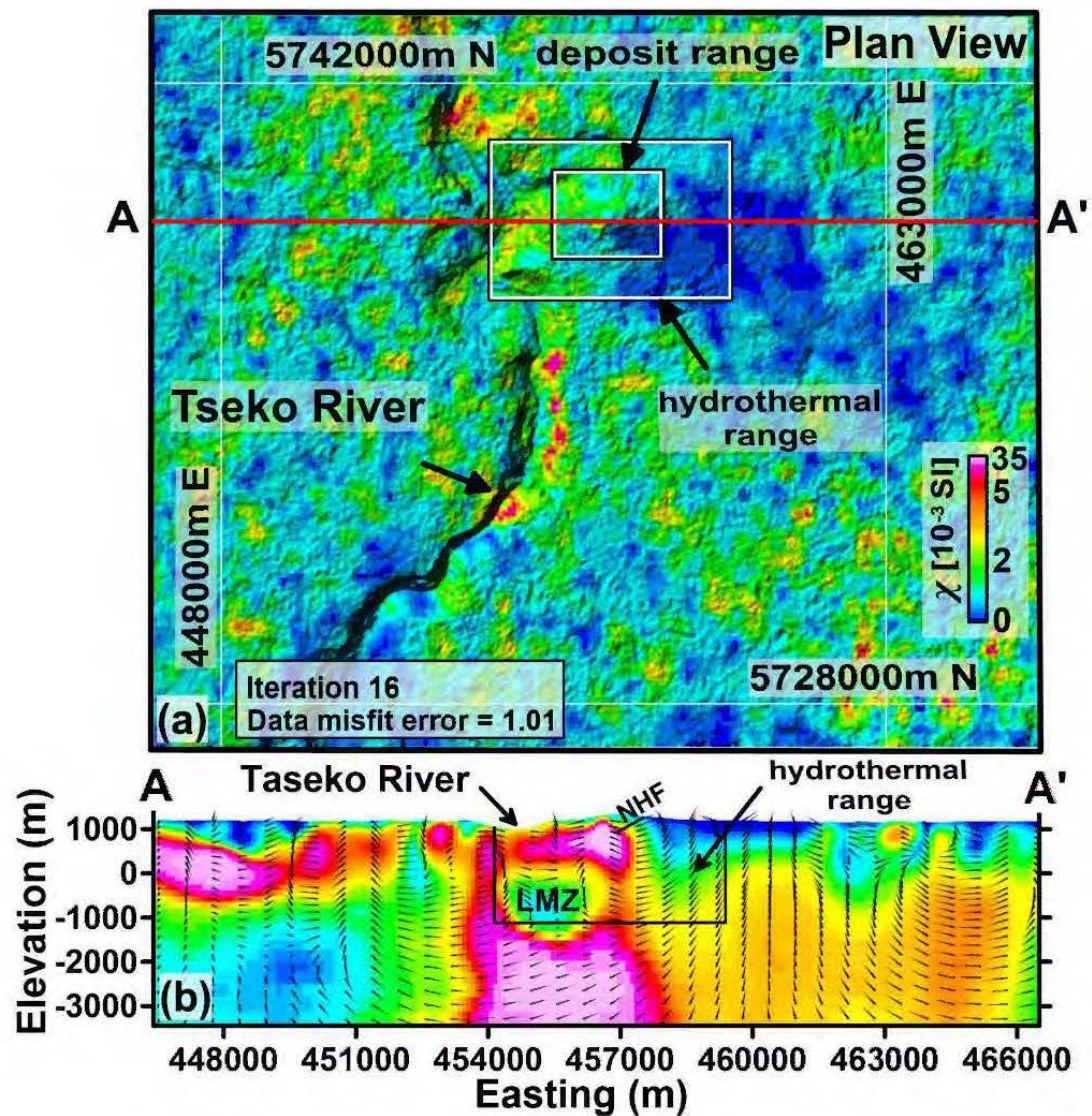 5742000m N
deposit range
Plan View
463000m E
A
A'
hydrothermal
range
Tseko River
448000m E
χ [10⁻³ SI]
35
5
2
0
5728000m N
Iteration 16
Data misfit error = 1.01
(a)
A
Taseko River
NHF
hydrothermal
range
A'
Elevation (m)
1000
0
-1000
-2000
-3000
LMZ
(b)
448000 451000 454000 457000 460000 463000 466000
Easting (m)